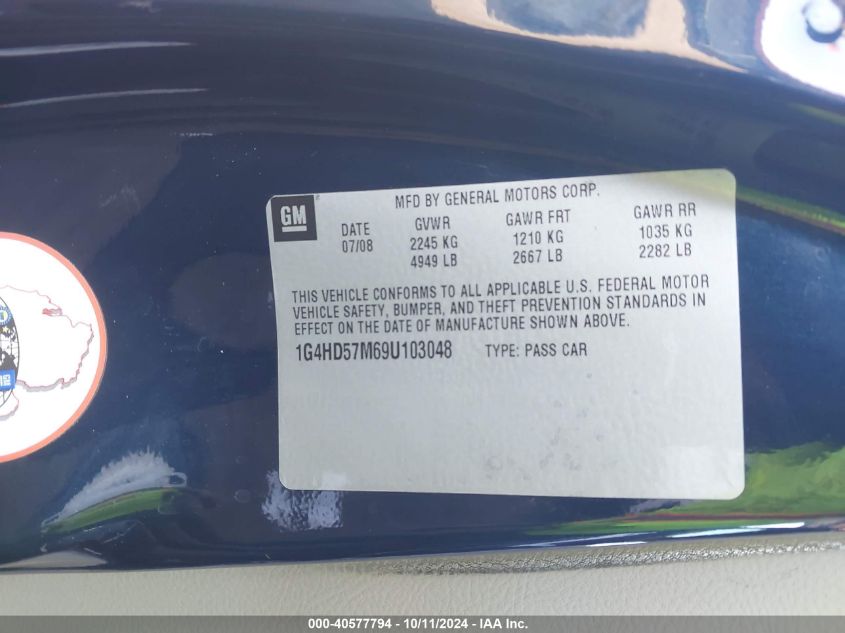 GM
MFD BY GENERAL MOTORS CORP.
DATE GVWR GAWR FRT GAWR RR
07/08 2245 KG 1210 KG 1035 KG
4949 LB 2667 LB 2282 LB
THIS VEHICLE CONFORMS TO ALL APPLICABLE U.S. FEDERAL MOTOR
VEHICLE SAFETY, BUMPER, AND THEFT PREVENTION STANDARDS IN
EFFECT ON THE DATE OF MANUFACTURE SHOWN ABOVE.
1G4HD57M69U103048 TYPE: PASS CAR
000-40577794 - 10/11/2024 - IAA Inc.